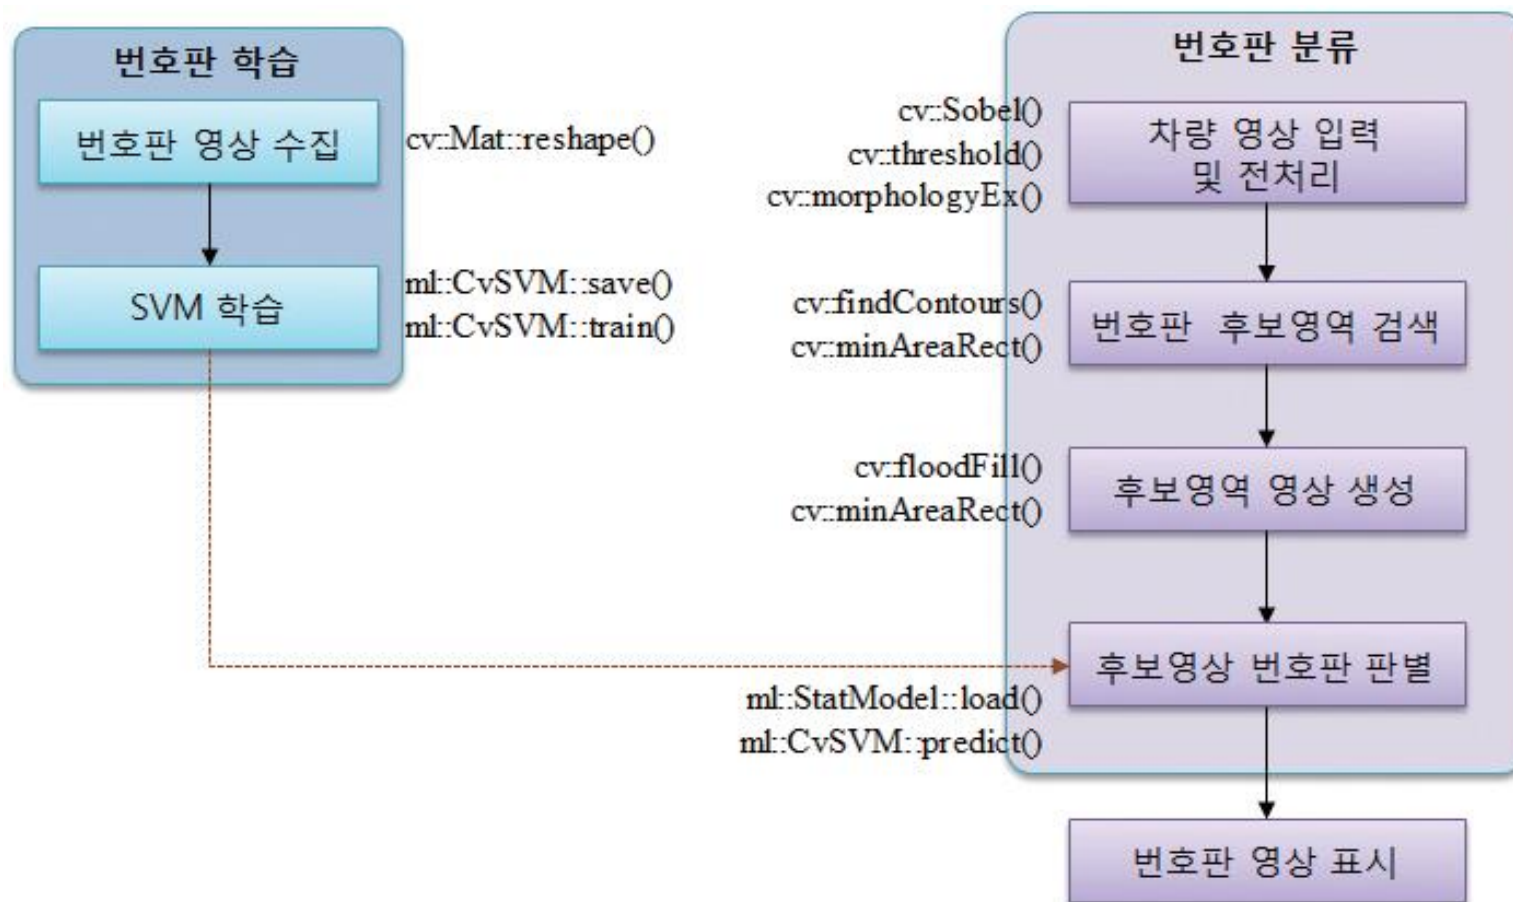 번호판 학습
번호판 영상 수집
cv::Mat::reshape()
SVM 학습
ml::CvSVM::save()
ml::CvSVM::train()
번호판 분류
cv::Sobel()
cv::threshold()
cv::morphologyEx()
차량 영상 입력
및 전처리
cv::findContours()
cv::minAreaRect()
번호판 후보영역 검색
cv::floodFill()
cv::minAreaRect()
후보영역 영상 생성
후보영상 번호판 판별
ml::StatModel::load()
ml::CvSVM::predict()
번호판 영상 표시